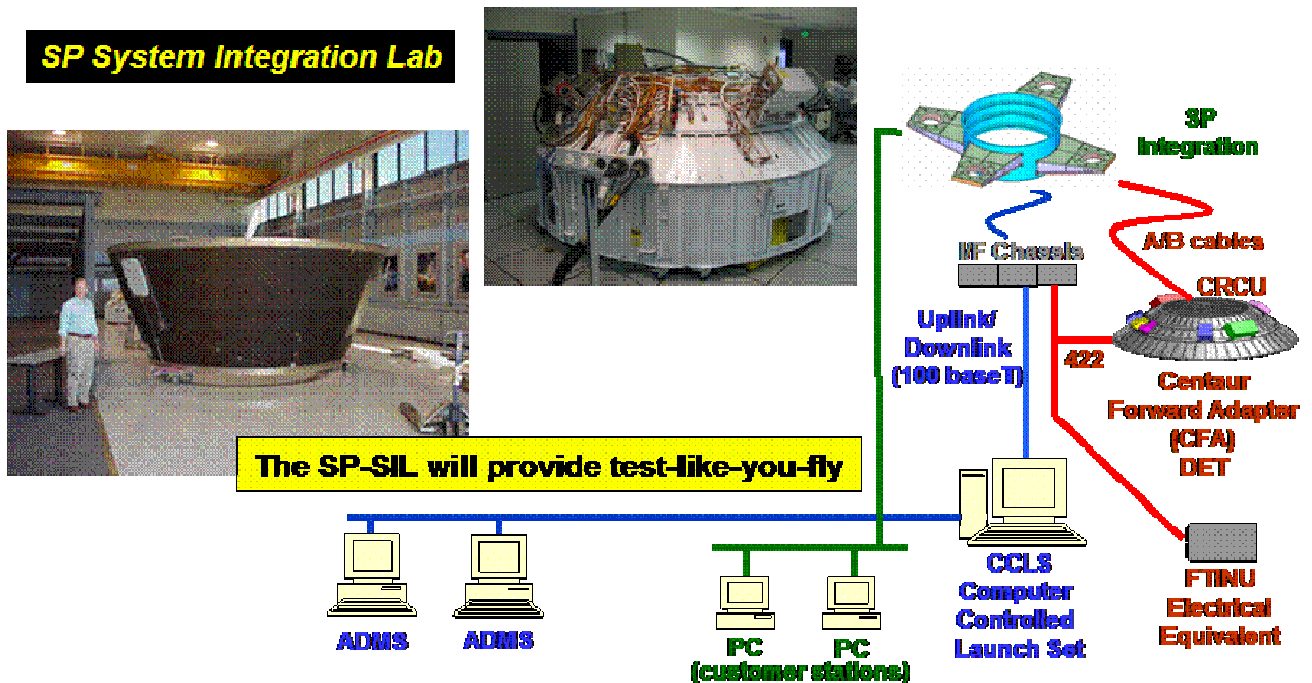 SP System Integration Lab
SP
Integration
A/B cables
I/F Chassis
CRCU
Uplink/
Downlink
(100 baseT)
422
Centaur
Forward Adapter
(CFA)
DET
The SP-SIL will provide test-like-you-fly
CCLS
Computer
Controlled
Launch Set
FTINU
Electrical
Equivalent
ADMS
ADMS
PC
PC
(customer stations)